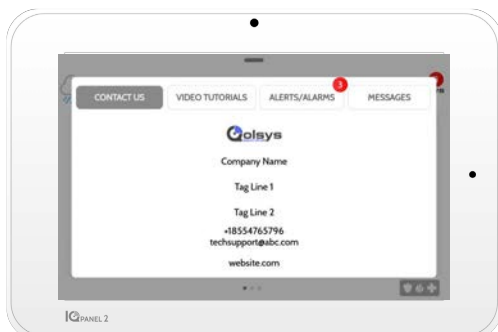 CONTACT US
VIDEO TUTORIALS
ALERTS/ALARMS
3
MESSAGES
Qolsys
Company Name
Tag Line 1
Tag Line 2
+18554765796
techsupport@abc.com
website.com
IQ PANEL 2